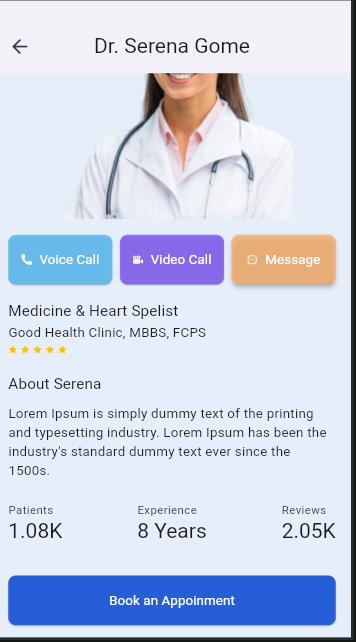 Dr. Serena Gome
Voice Call
Video Call
Message
Medicine & Heart Spelist
Good Health Clinic, MBBS, FCPS
About Serena
Lorem Ipsum is simply dummy text of the printing
and typesetting industry. Lorem Ipsum has been the
industry's standard dummy text ever since the
1500s.
Patients
1.08K
Experience
8 Years
Reviews
2.05K
Book an Appointment